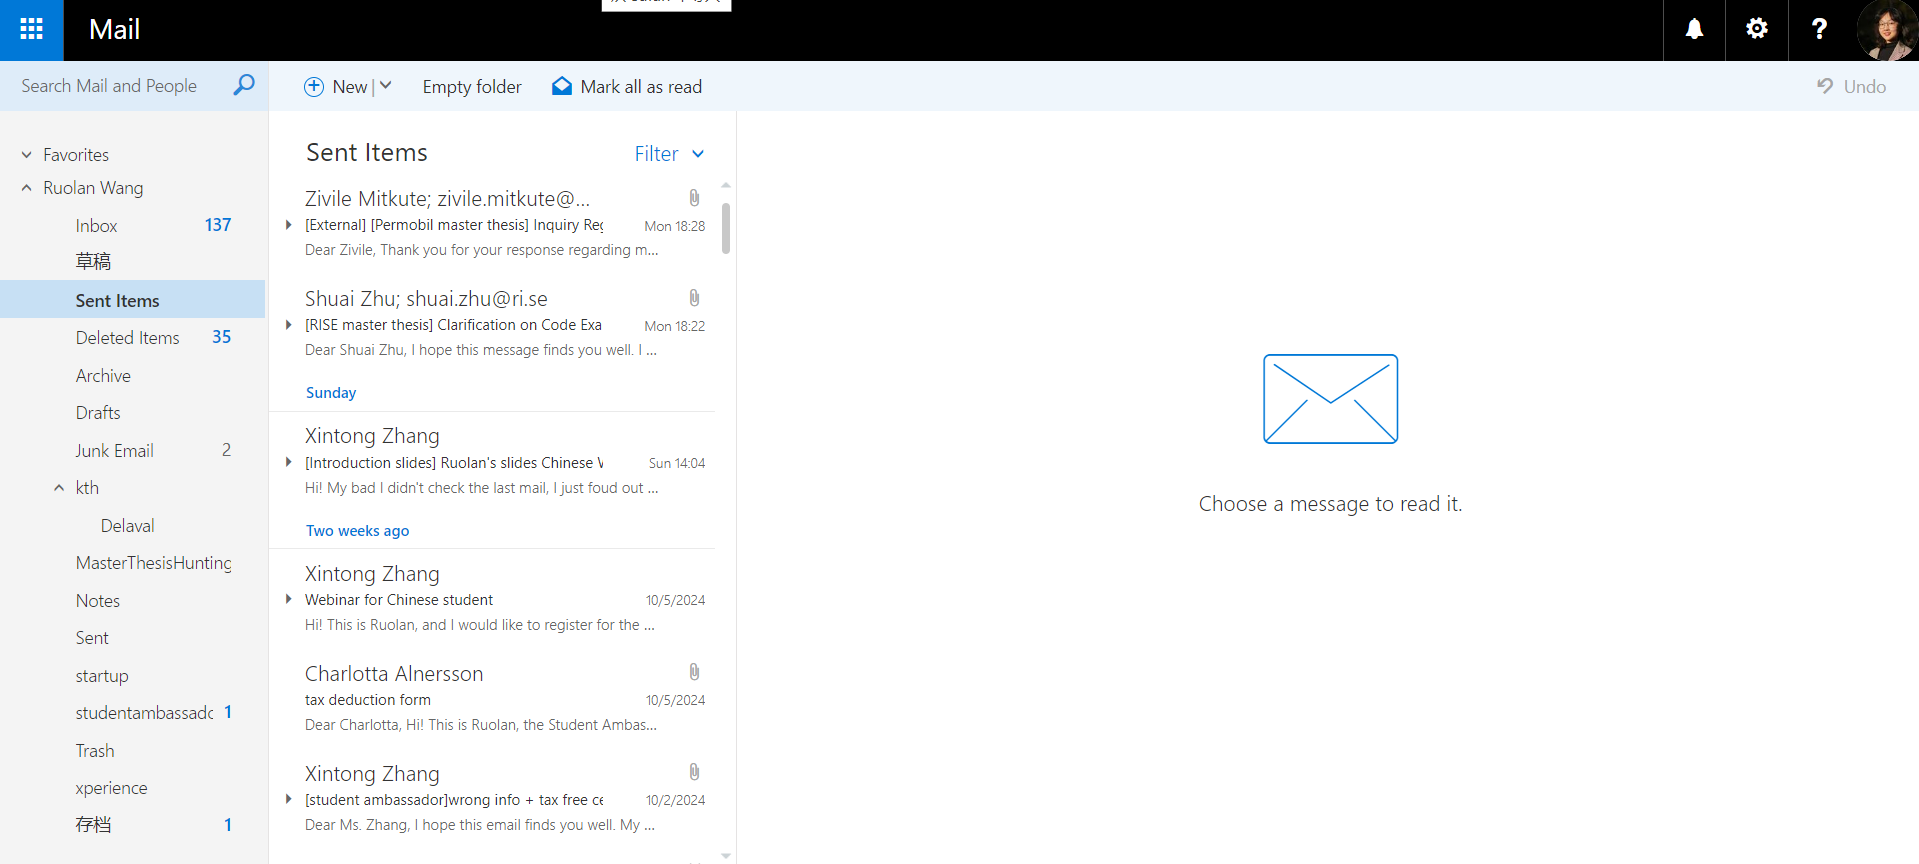 Mail
Search Mail and People
New
Empty folder
Mark all as read
Undo
Favorites
Ruolan Wang
Inbox 137
草稿
Sent Items
Deleted Items 35
Archive
Drafts
Junk Email 2
kth
Delaval
MasterThesisHunting
Notes
Sent
startup
studentambassadc 1
Trash
xperience
存档 1
Sent Items
Filter
Zivile Mitkute; zivile.mitkute@...
[External] [Permobil master thesis] Inquiry Reg Mon 18:28
Dear Zivile, Thank you for your response regarding m...
Shuai Zhu; shuai.zhu@ri.se
[RISE master thesis] Clarification on Code Exa Mon 18:22
Dear Shuai Zhu, I hope this message finds you well. I ...
Sunday
Xintong Zhang
[Introduction slides] Ruolan's slides Chinese V Sun 14:04
Hi! My bad I didn't check the last mail, I just foud out ...
Two weeks ago
Xintong Zhang
Webinar for Chinese student 10/5/2024
Hi! This is Ruolan, and I would like to register for the ...
Charlotta Alnersson
tax deduction form 10/5/2024
Dear Charlotta, Hi! This is Ruolan, the Student Ambas...
Xintong Zhang
[student ambassador]wrong info + tax free ce 10/2/2024
Dear Ms. Zhang, I hope this email finds you well. My ...
Choose a message to read it.